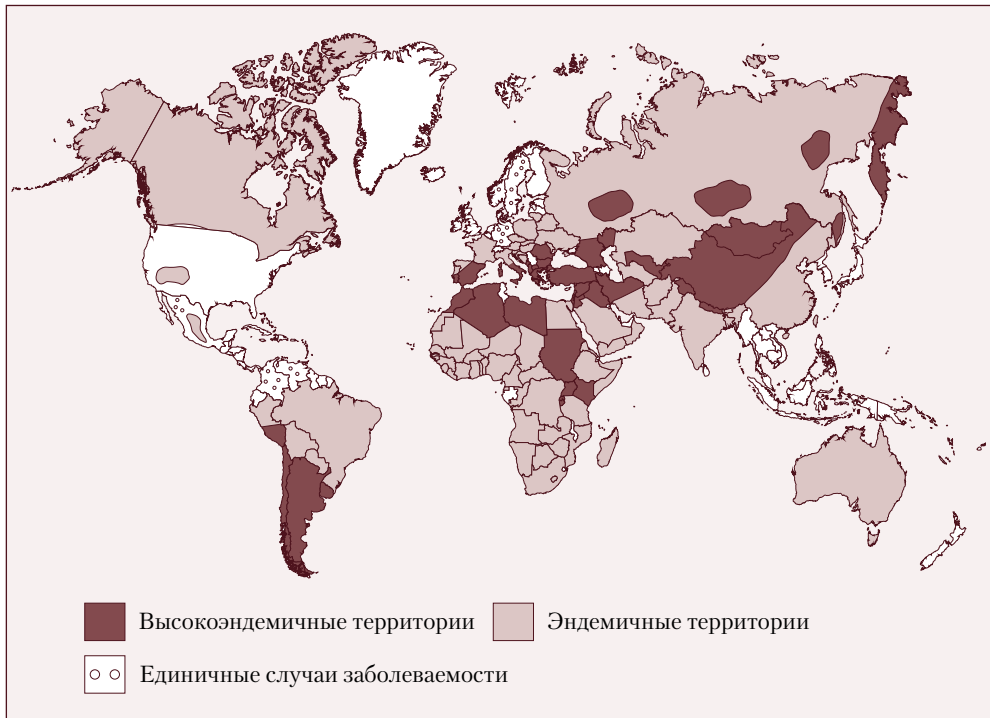 Высокоэндемичные территории
Эндемичные территории
Единичные случаи заболеваемости